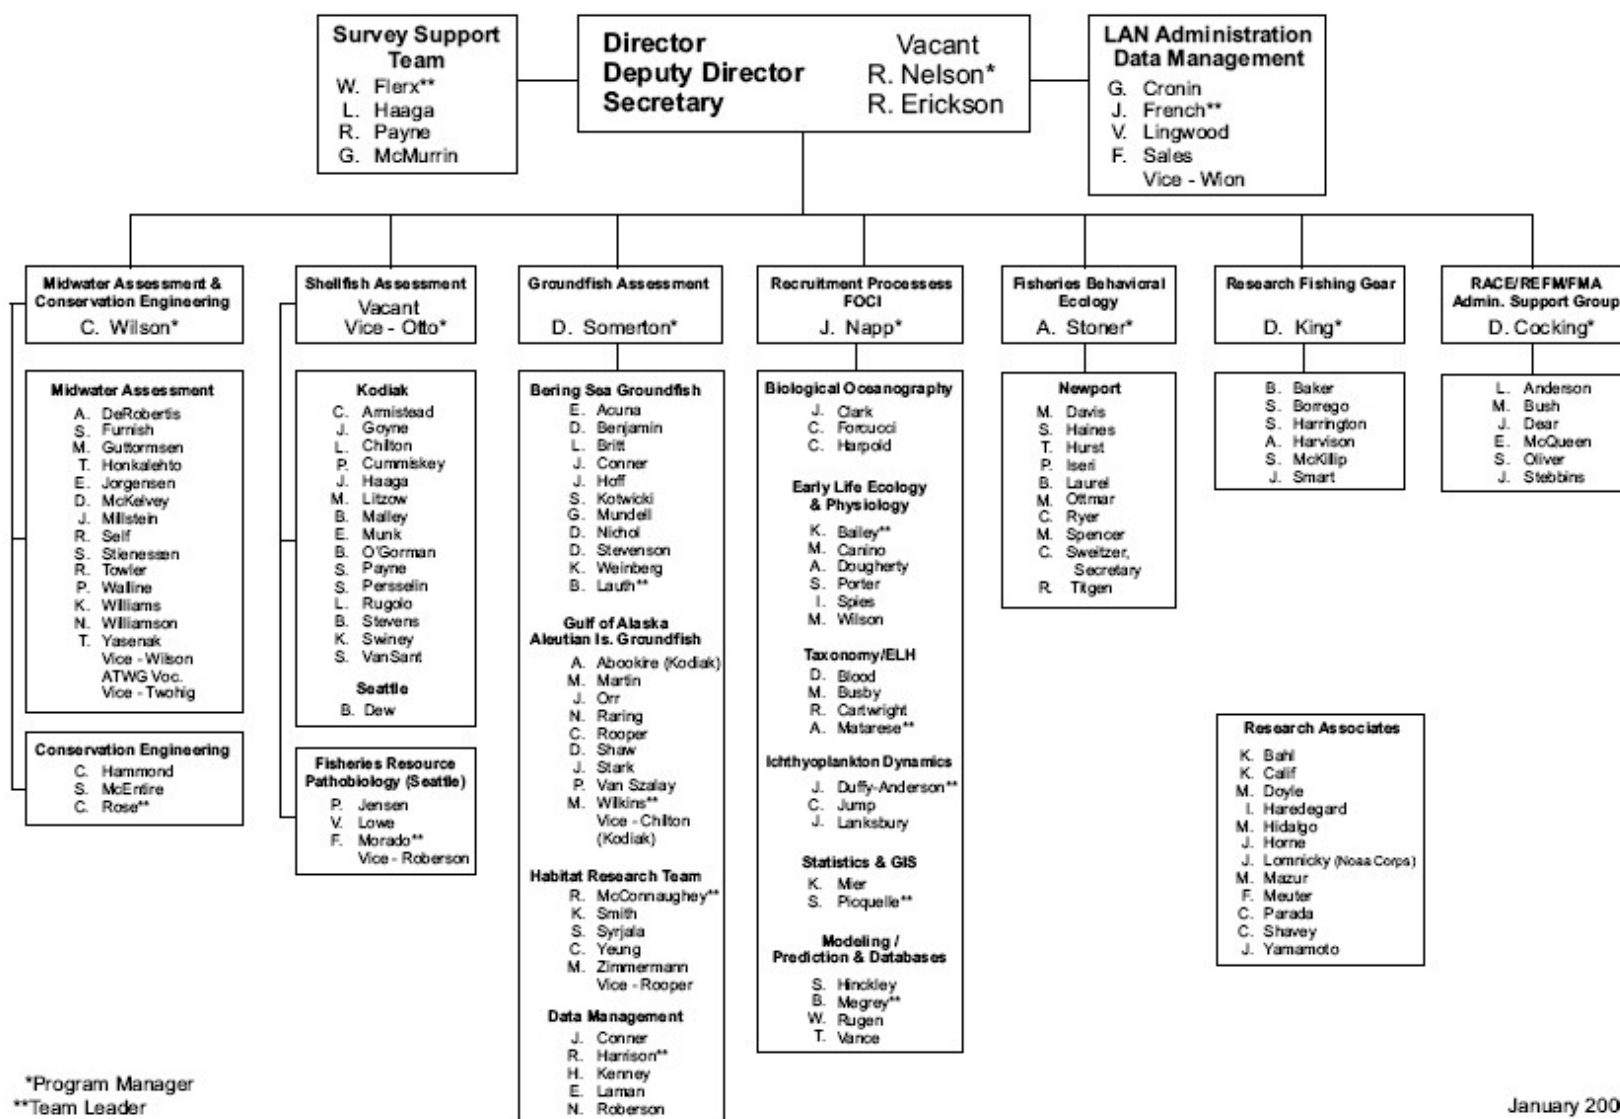 Survey Support
Team
W. Flerx**
L. Haaga
R. Payne
G. McMurrin
Director Vacant
Deputy Director R. Nelson*
Secretary R. Erickson
LAN Administration
Data Management
G. Cronin
J. French**
V. Lingwood
F. Sales
Vice - Wion
Midwater Assessment &
Conservation Engineering
C. Wilson*
Midwater Assessment
A. DeRobertis
S. Furnish
M. Guttormsen
T. Honkalehto
E. Jorgensen
D. McKelvey
J. Millstein
R. Self
S. Stienessen
R. Towler
P. Walline
K. Williams
N. Williamson
T. Yasenak
Vice - Wilson
ATWG Voc.
Vice - Twohig
Conservation Engineering
C. Hammond
S. McEntire
C. Rose**
Shellfish Assessment
Vacant
Vice - Otto*
Kodiak
C. Armistead
J. Goyne
L. Chilton
P. Cummiskey
J. Haaga
M. Litzow
B. Malley
E. Munk
B. O'Gorman
S. Payne
S. Persselin
L. Rugolo
B. Stevens
K. Swiney
S. VanSant
Seattle
B. Dew
Fisheries Resource
Pathobiology (Seattle)
P. Jensen
V. Lowe
F. Morado**
Vice - Roberson
Groundfish Assessment
D. Somerton*
Bering Sea Groundfish
E. Acuna
D. Benjamin
L. Britt
J. Conner
J. Hoff
S. Kotwicki
G. Mundell
D. Nichol
D. Stevenson
K. Weinberg
B. Lauth**
Gulf of Alaska
Aleutian Is. Groundfish
A. Abookire (Kodiak)
M. Martin
J. Orr
N. Raring
C. Rooper
D. Shaw
J. Stark
P. Van Szalay
M. Wilkins**
Vice - Chilton
(Kodiak)
Habitat Research Team
R. McConnaughey**
K. Smith
S. Syrjala
C. Yeung
M. Zimmermann
Vice - Rooper
Data Management
J. Conner
R. Harrison**
H. Kenney
E. Laman
N. Roberson
Recruitment Processess
FOCI
J. Napp*
Biological Oceanography
J. Clark
C. Forcucci
C. Harpold
Early Life Ecology
& Physiology
K. Bailey**
M. Canino
A. Dougherty
S. Porter
I. Spies
M. Wilson
Taxonomy/ELH
D. Blood
M. Busby
R. Cartwright
A. Matarese**
Ichthyoplankton Dynamics
J. Duffy-Anderson**
C. Jump
J. Lanksbury
Statistics & GIS
K. Mier
S. Picquelle**
Modeling /
Prediction & Databases
S. Hinckley
B. Megrey**
W. Rugen
T. Vance
Fisheries Behavioral
Ecology
A. Stoner*
Newport
M. Davis
S. Haines
T. Hurst
P. Iseri
B. Laurel
M. Ottmar
C. Ryer
M. Spencer
C. Sweitzer,
Secretary
R. Titgen
Research Fishing Gear
D. King*
B. Baker
S. Borrego
S. Harrington
A. Harvison
S. McKillip
J. Smart
RACE/REFM/FMA
Admin. Support Group
D. Cocking*
L. Anderson
M. Bush
J. Dear
E. McQueen
S. Oliver
J. Stebbins
Research Associates
K. Bahl
K. Calif
M. Doyle
I. Haredegard
M. Hidalgo
J. Horne
J. Lomnicky (Noaa Corps)
M. Mazur
F. Meuter
C. Parada
C. Shavey
J. Yamamoto
*Program Manager
**Team Leader
January 200